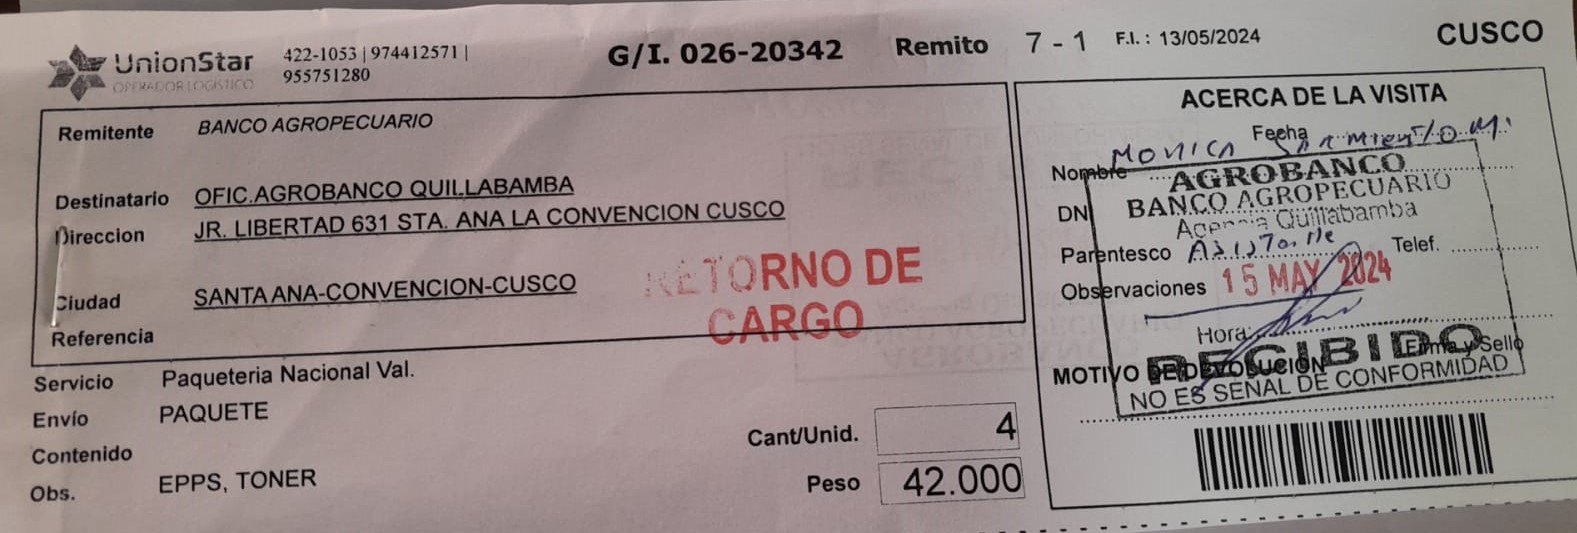 UnionStar
OPERADOR LOGISTICO
422-1053 | 974412571 |
955751280
G/I. 026-20342
Remito 7 - 1
F.I. : 13/05/2024
CUSCO
Remitente BANCO AGROPECUARIO
Destinatario OFIC.AGROBANCO QUILLABAMBA
Direccion JR. LIBERTAD 631 STA. ANA LA CONVENCION CUSCO
Ciudad SANTA ANA-CONVENCION-CUSCO
Referencia
RETORNO DE
CARGO
Servicio Paqueteria Nacional Val.
Envío PAQUETE
Contenido
Obs. EPPS, TONER
Cant/Unid. 4
Peso 42.000
ACERCA DE LA VISITA
Fecha
Nombre MONICA SARMIENTO M.
AGROBANCO
BANCO AGROPECUARIO
DNI
Agencia Quillabamba
Parentesco Telef.
Observaciones 15 MAY 2024
Hora:
RECIBIDO
Firma y Sello
MOTIVO DE DEVOLUCIÓN
NO ES SEÑAL DE CONFORMIDAD